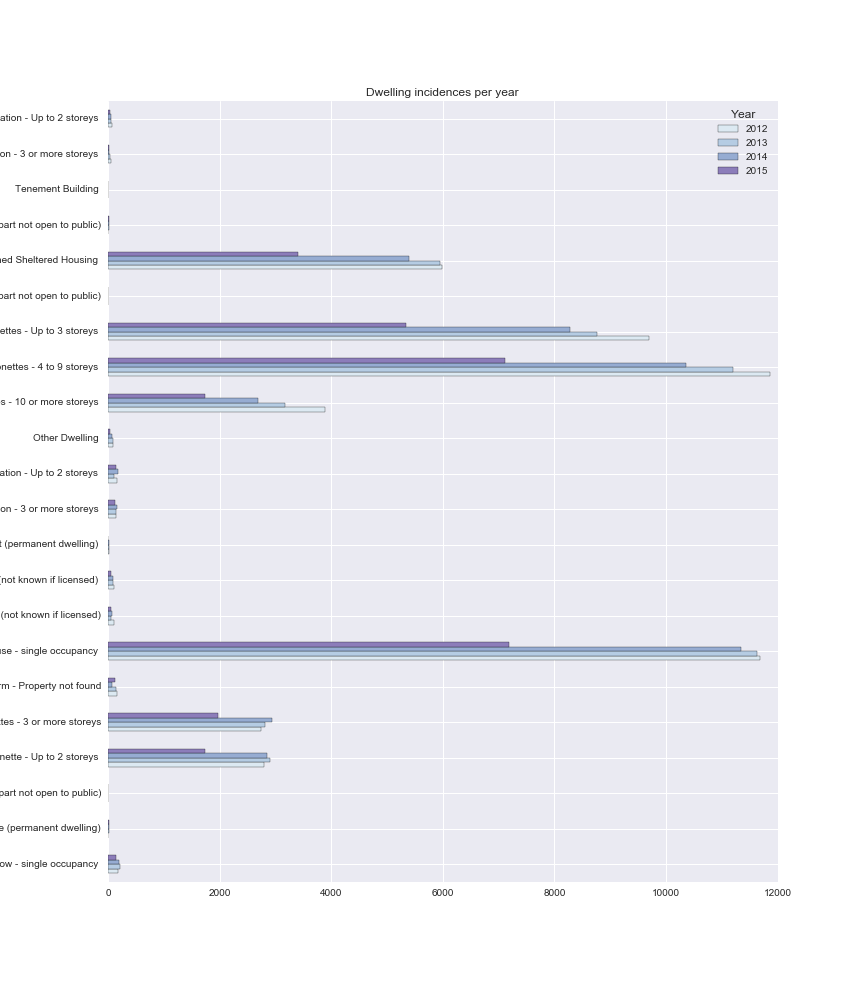 Dwelling incidences per year
Year
2012
2013
2014
2015
ation - Up to 2 storeys
on - 3 or more storeys
Tenement Building
part not open to public)
ned Sheltered Housing
part not open to public)
ettes - Up to 3 storeys
onettes - 4 to 9 storeys
s - 10 or more storeys
Other Dwelling
ation - Up to 2 storeys
on - 3 or more storeys
t (permanent dwelling)
(not known if licensed)
(not known if licensed)
use - single occupancy
rm - Property not found
ttes - 3 or more storeys
nette - Up to 2 storeys
part not open to public)
e (permanent dwelling)
ow - single occupancy
0 2000 4000 6000 8000 10000 12000